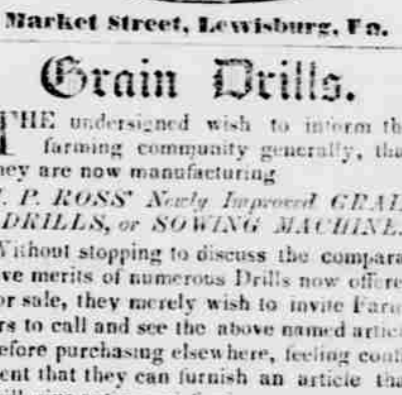 Market Street, Lewisburg, Pa.
Grain Drills.
THE undersigned wish to inform th
farming community generally, tha
hey are now manufacturing
I. P. ROSS' Newly Improved GRAI
DRILLS, or SOWING MACHINE
Without stopping to discuss the compara
ve merits of numerous Drills now offere
or sale, they merely wish to invite Farm
rs to call and see the above named articl
efore purchasing elsewhere, feeling confi
ent that they can furnish an article tha